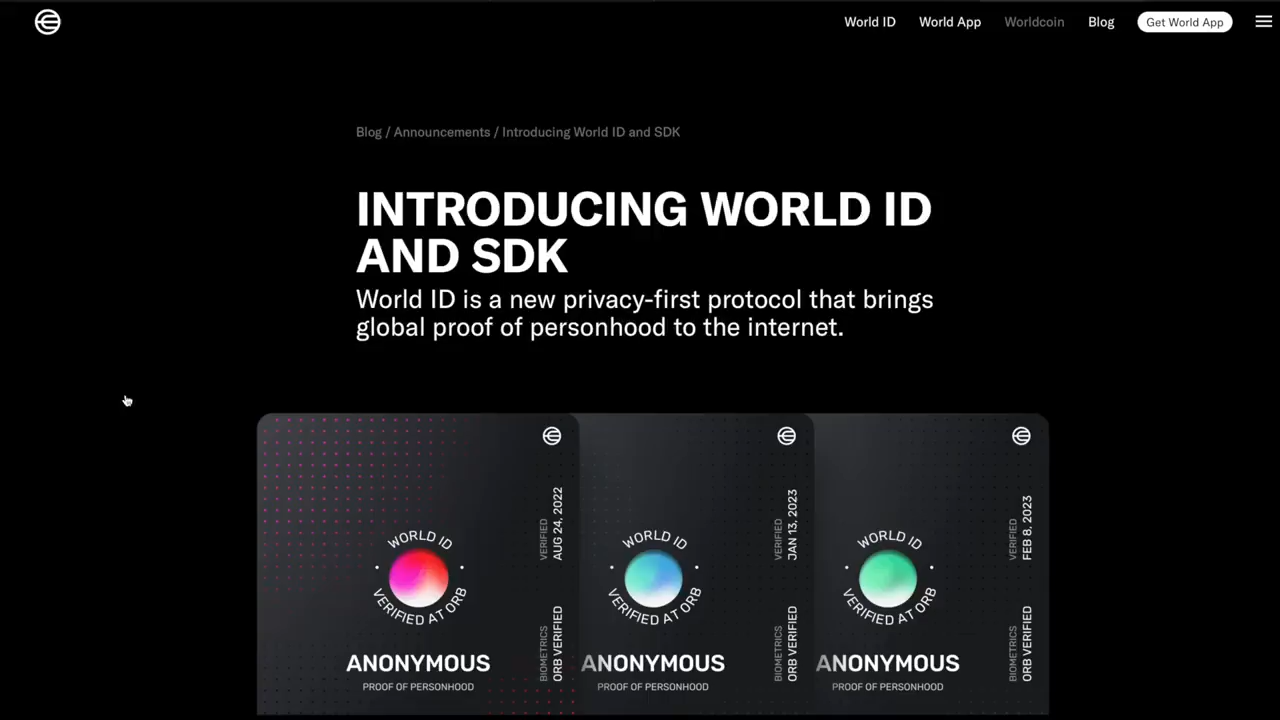 World ID World App Worldcoin Blog Get World App
Blog / Announcements / Introducing World ID and SDK
INTRODUCING WORLD ID
AND SDK
World ID is a new privacy-first protocol that brings
global proof of personhood to the internet.
WORLD ID
VERIFIED AT ORB
ANONYMOUS
PROOF OF PERSONHOOD
VERIFIED
AUG 24, 2022
BIOMETRICS
ORB VERIFIED
WORLD ID
VERIFIED AT ORB
ANONYMOUS
PROOF OF PERSONHOOD
VERIFIED
JAN 13, 2023
BIOMETRICS
ORB VERIFIED
WORLD ID
VERIFIED AT ORB
ANONYMOUS
PROOF OF PERSONHOOD
VERIFIED
FEB 8, 2023
BIOMETRICS
ORB VERIFIED